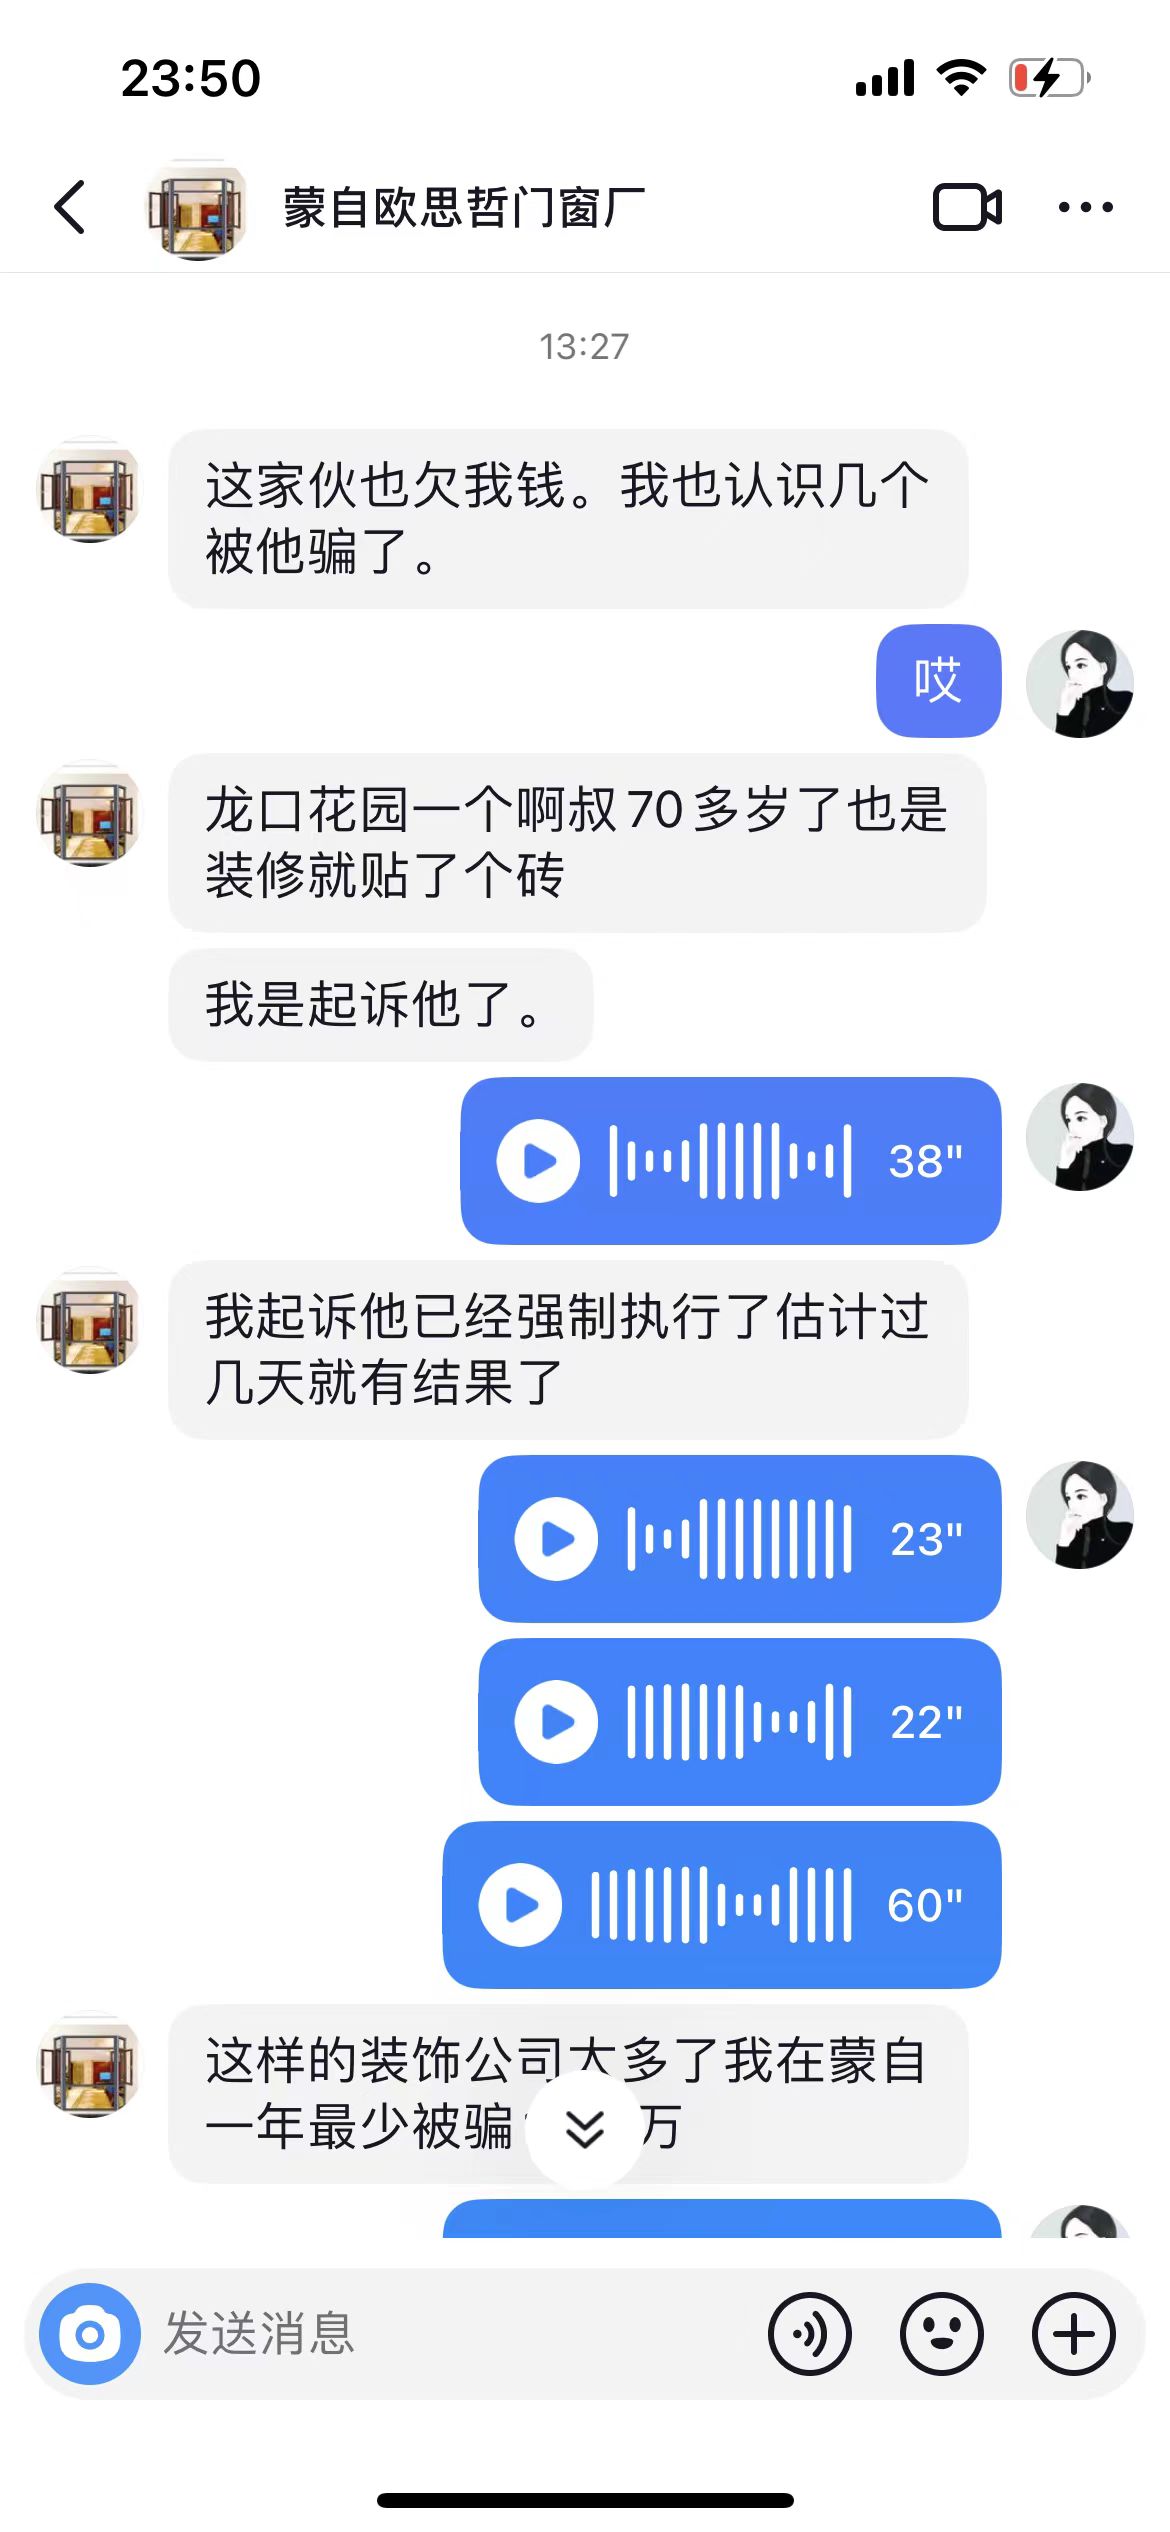 23:50
蒙自欧思哲门窗厂
13:27
这家伙也欠我钱。我也认识几个
被他骗了。
哎
龙口花园一个啊叔70多岁了也是
装修就贴了个砖
我是起诉他了。
38"
我起诉他已经强制执行了估计过
几天就有结果了
23"
22"
60"
这样的装饰公司太多了我在蒙自
一年最少被骗
万
发送消息